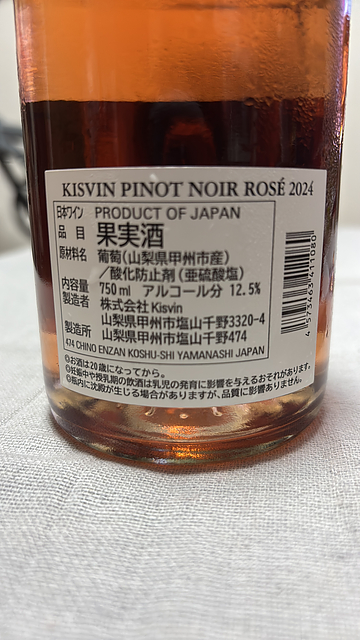 KISVIN PINOT NOIR ROSÉ 2024
日本ワイン PRODUCT OF JAPAN
品目 果実酒
原材料名 葡萄(山梨県甲州市産)
/酸化防止剤(亜硫酸塩)
内容量 750ml アルコール分 12.5%
製造者 株式会社Kisvin
山梨県甲州市塩山千野3320-4
製造所 山梨県甲州市塩山千野474
474 CHINO ENZAN KOSHU-SHI YAMANASHI JAPAN
◎お酒は20歳になってから。
◎妊娠中や授乳期の飲酒は乳児の発育に影響を与えるおそれがあります。
◎瓶内に沈殿が生じる場合がありますが、品質に影響ありません。
4573463411080